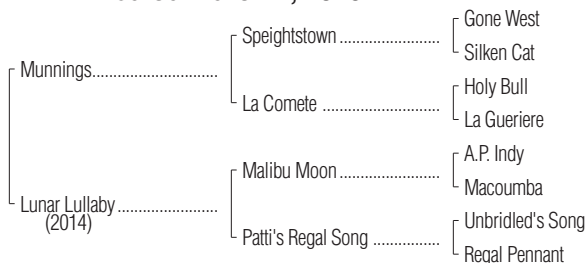 Gone West
Speightstown
Silken Cat
Munnings
Holy Bull
La Comete
La Gueriere
A.P. Indy
Malibu Moon
Macoumba
Lunar Lullaby
(2014)
Unbridled's Song
Patti's Regal Song
Regal Pennant